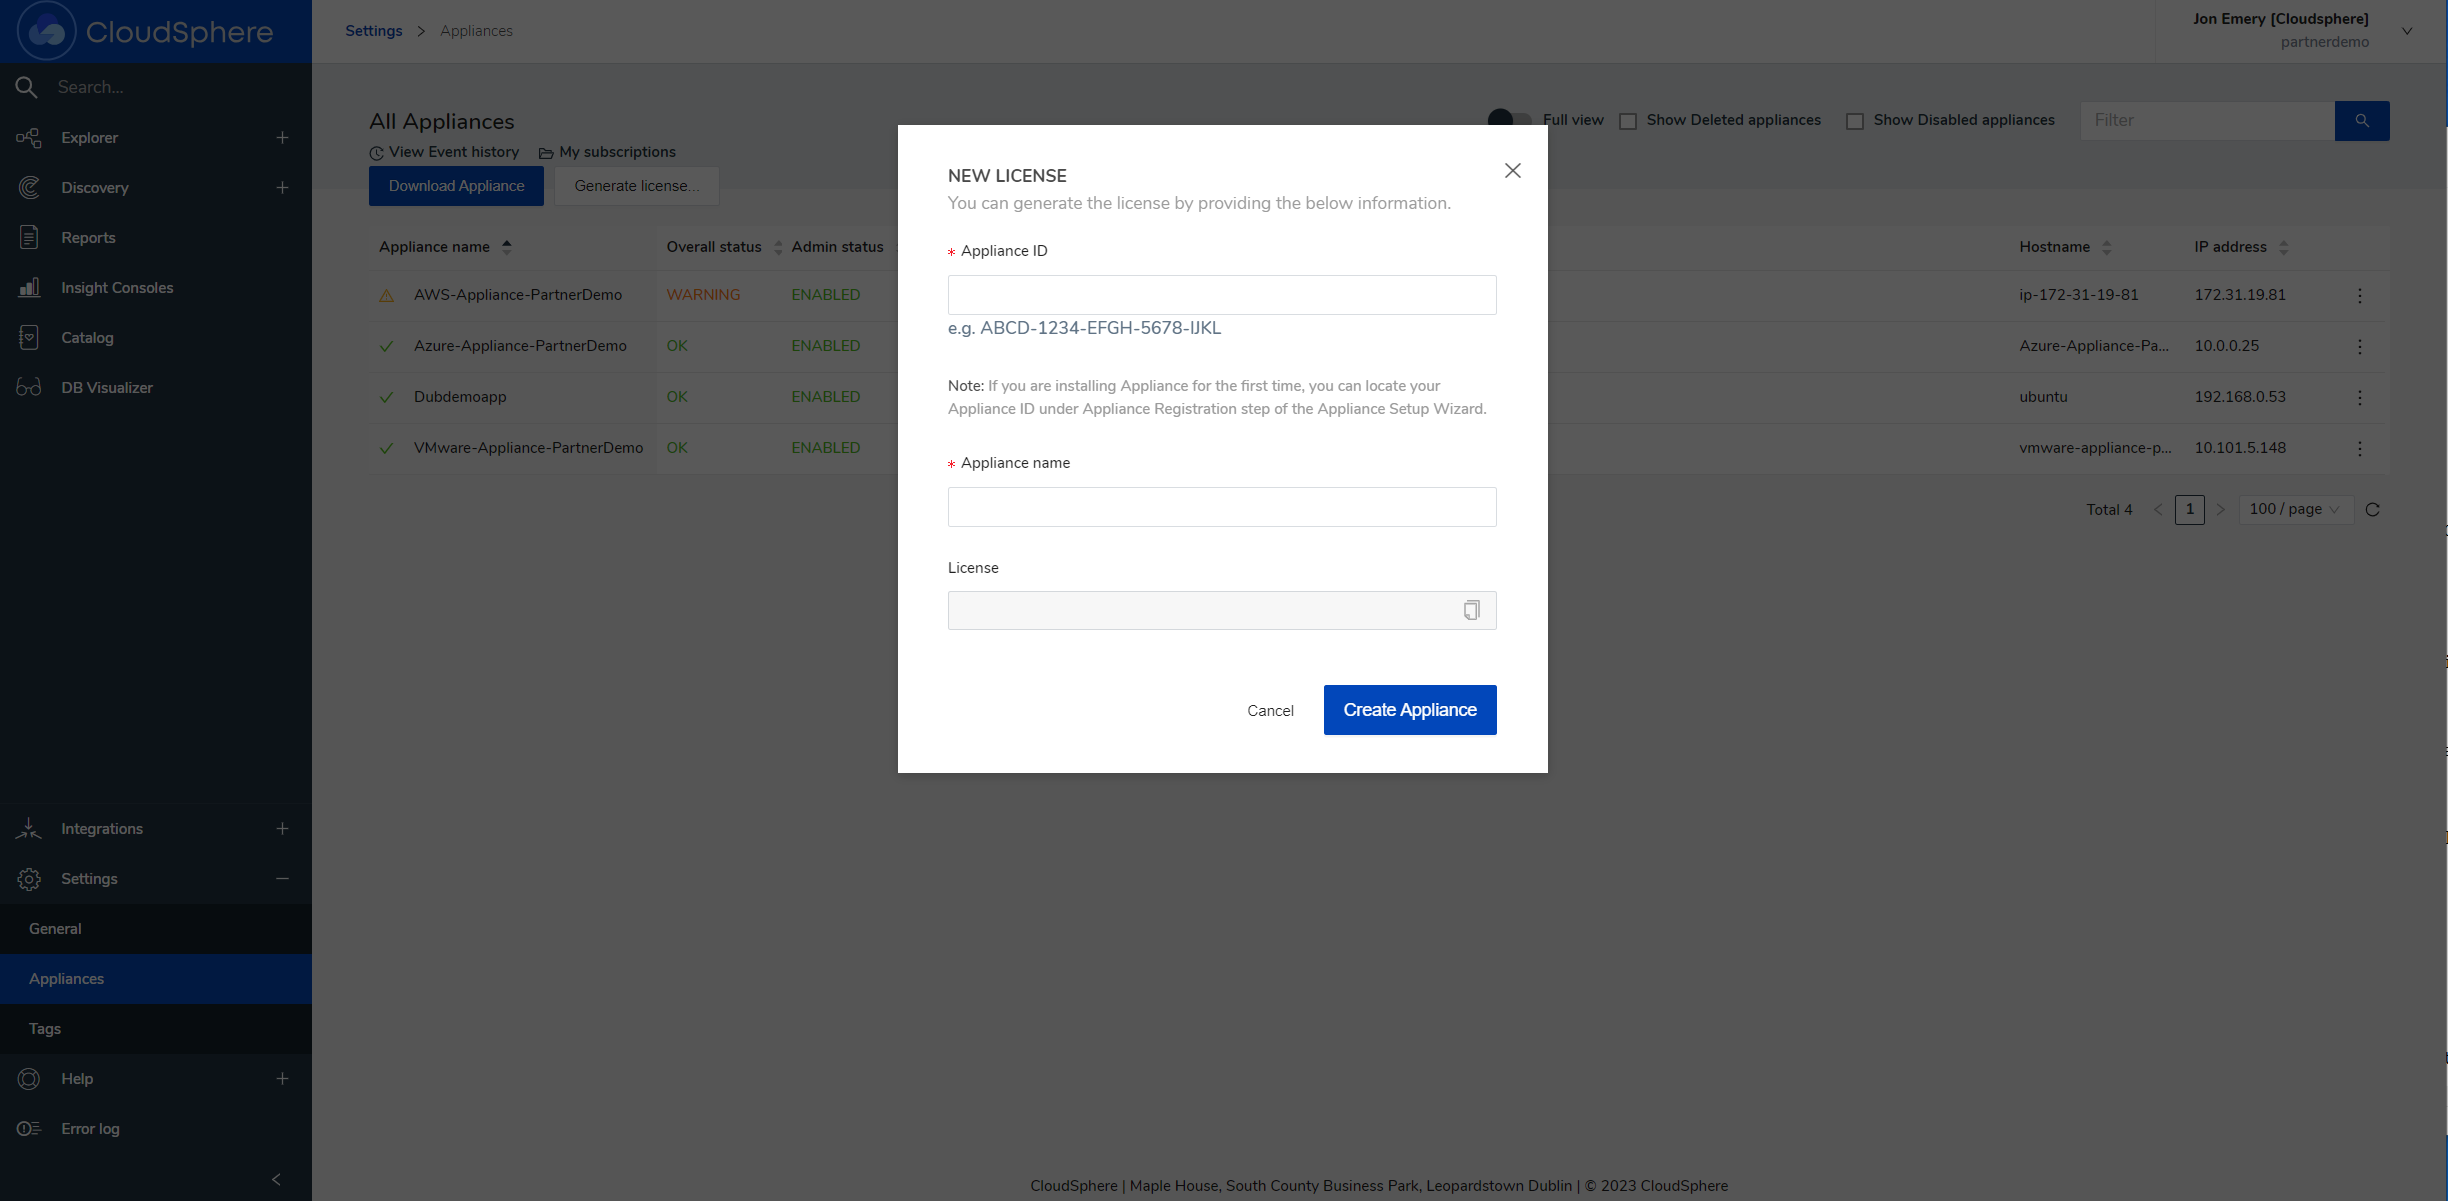 CloudSphere
Settings > Appliances
Jon Emery [Cloudsphere]
partnerdemo
Search...
Explorer
Discovery
Reports
Insight Consoles
Catalog
DB Visualizer
Integrations
Settings
General
Appliances
Tags
Help
Error log
All Appliances
View Event history My subscriptions
Download Appliance Generate license...
Full view Show Deleted appliances Show Disabled appliances Filter
Appliance name Overall status Admin status Hostname IP address
AWS-Appliance-PartnerDemo WARNING ENABLED ip-172-31-19-81 172.31.19.81
Azure-Appliance-PartnerDemo OK ENABLED Azure-Appliance-Pa... 10.0.0.25
Dubdemoapp OK ENABLED ubuntu 192.168.0.53
VMware-Appliance-PartnerDemo OK ENABLED vmware-appliance-p... 10.101.5.148
Total 4 < 1 > 100 / page
NEW LICENSE
You can generate the license by providing the below information.
* Appliance ID
e.g. ABCD-1234-EFGH-5678-IJKL
Note: If you are installing Appliance for the first time, you can locate your
Appliance ID under Appliance Registration step of the Appliance Setup Wizard.
* Appliance name
License
Cancel Create Appliance
CloudSphere | Maple House, South County Business Park, Leopardstown Dublin | © 2023 CloudSphere